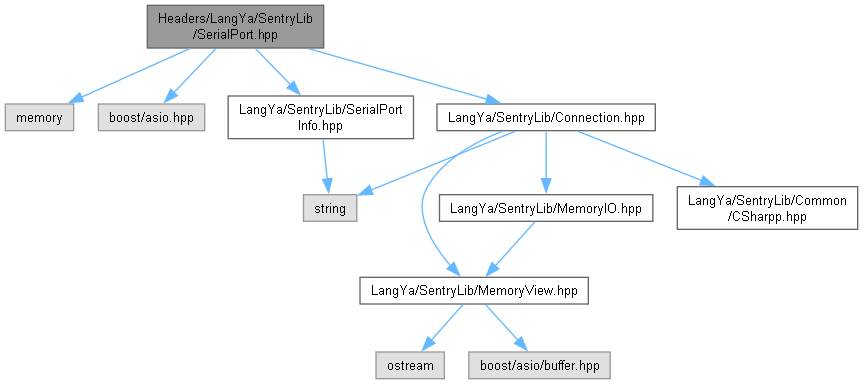 Headers/LangYa/SentryLib
/SerialPort.hpp
memory
boost/asio.hpp
LangYa/SentryLib/SerialPort
Info.hpp
LangYa/SentryLib/Connection.hpp
string
LangYa/SentryLib/MemoryIO.hpp
LangYa/SentryLib/Common
/CSharpp.hpp
LangYa/SentryLib/MemoryView.hpp
ostream
boost/asio/buffer.hpp